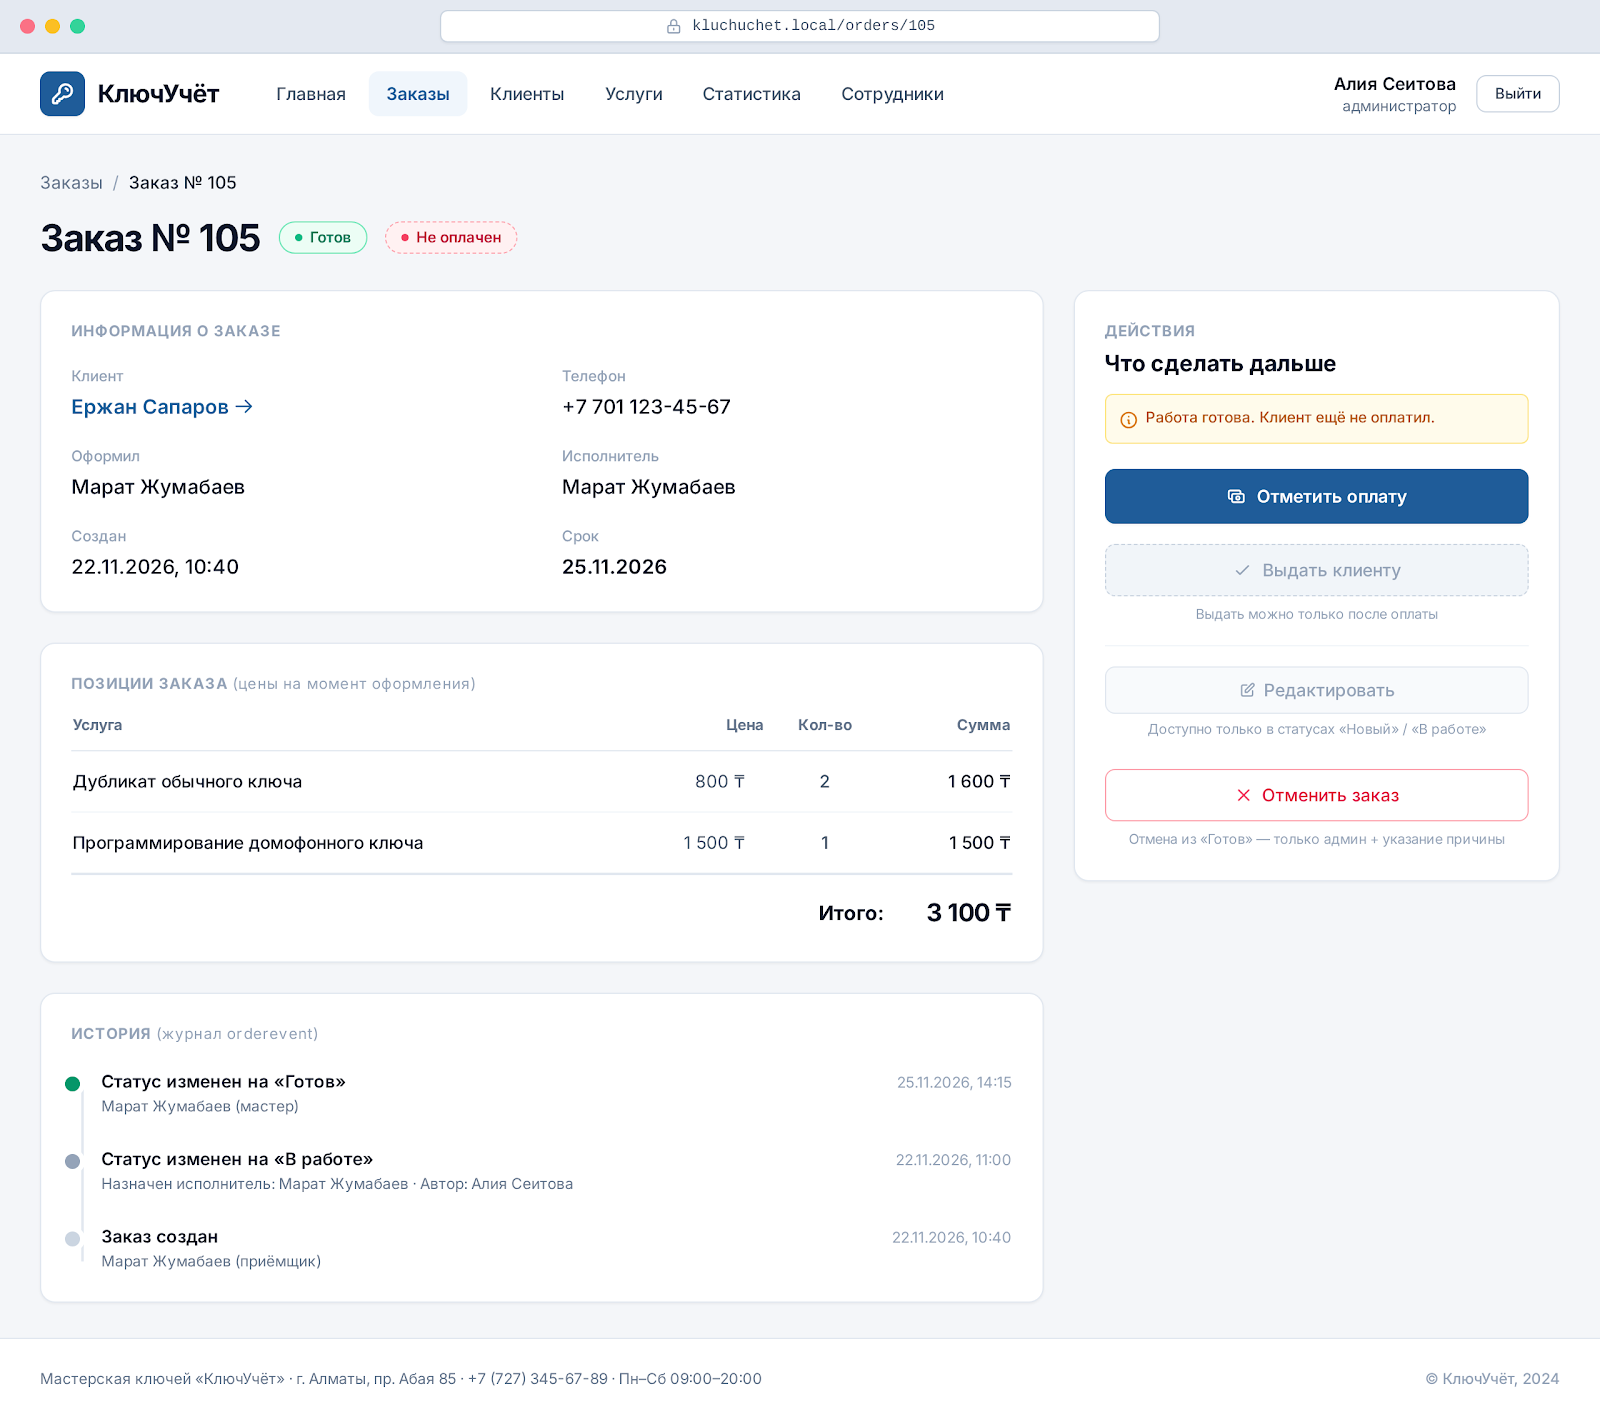 kluchuchet.local/orders/105
КлючУчёт
Главная
Заказы
Клиенты
Услуги
Статистика
Сотрудники
Алия Сеитова
администратор
Выйти
Заказы / Заказ № 105
Заказ № 105
Готов
Не оплачен
ИНФОРМАЦИЯ О ЗАКАЗЕ
Клиент
Ержан Сапаров →
Телефон
+7 701 123-45-67
Оформил
Марат Жумабаев
Исполнитель
Марат Жумабаев
Создан
22.11.2026, 10:40
Срок
25.11.2026
ПОЗИЦИИ ЗАКАЗА (цены на момент оформления)
Услуга Цена Кол-во Сумма
Дубликат обычного ключа 800 ₸ 2 1 600 ₸
Программирование домофонного ключа 1 500 ₸ 1 1 500 ₸
Итого: 3 100 ₸
ИСТОРИЯ (журнал orderevent)
Статус изменен на «Готов» 25.11.2026, 14:15
Марат Жумабаев (мастер)
Статус изменен на «В работе» 22.11.2026, 11:00
Назначен исполнитель: Марат Жумабаев · Автор: Алия Сеитова
Заказ создан 22.11.2026, 10:40
Марат Жумабаев (приёмщик)
ДЕЙСТВИЯ
Что сделать дальше
Работа готова. Клиент ещё не оплатил.
Отметить оплату
Выдать клиенту
Выдать можно только после оплаты
Редактировать
Доступно только в статусах «Новый» / «В работе»
Отменить заказ
Отмена из «Готов» — только админ + указание причины
Мастерская ключей «КлючУчёт» · г. Алматы, пр. Абая 85 · +7 (727) 345-67-89 · Пн–Сб 09:00–20:00
© КлючУчёт, 2024